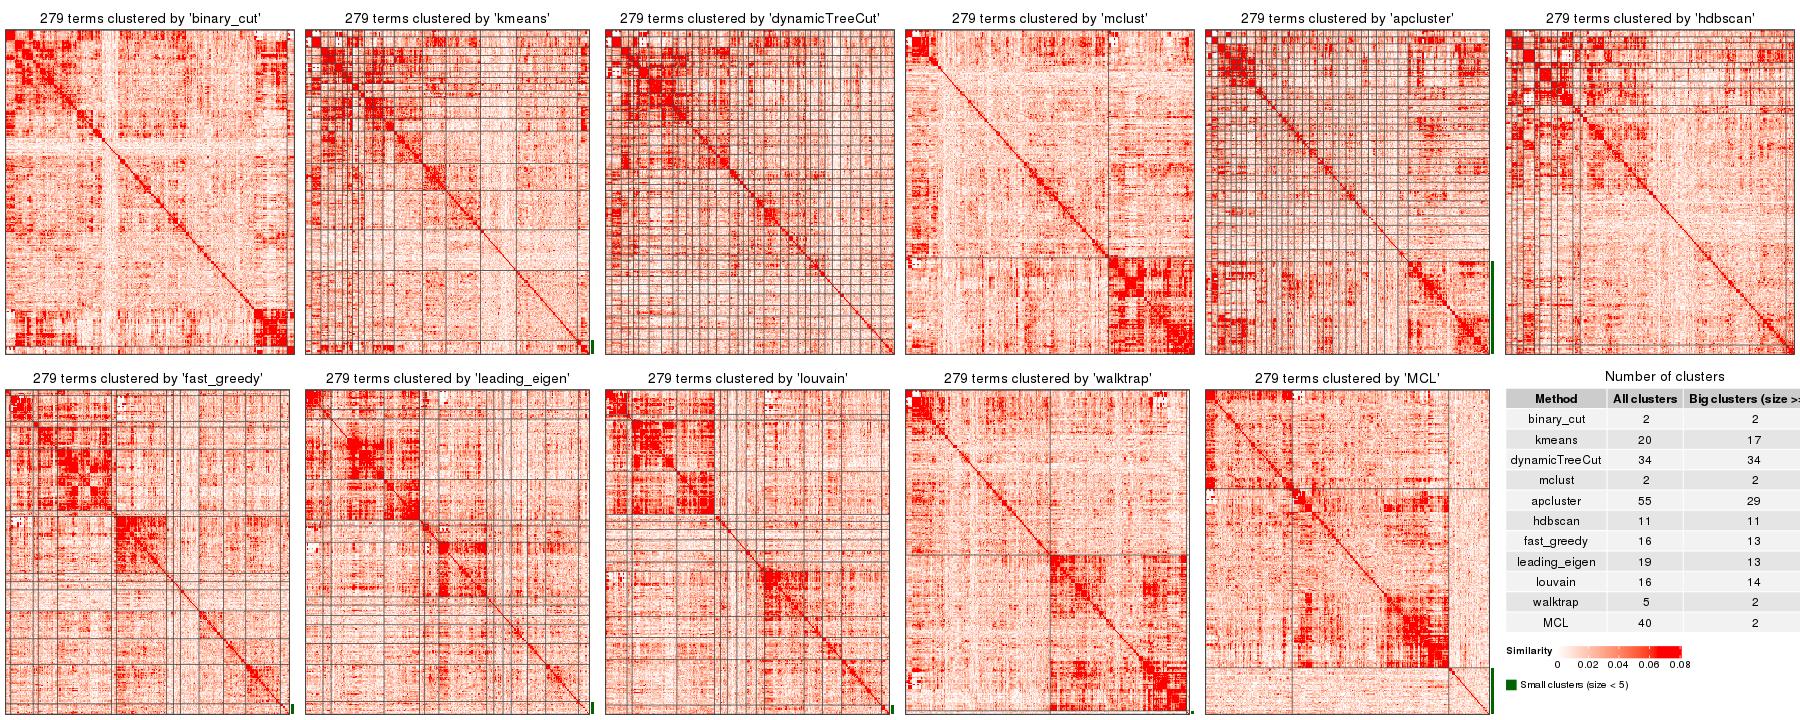 279 terms clustered by 'binary_cut'
279 terms clustered by 'kmeans'
279 terms clustered by 'dynamicTreeCut'
279 terms clustered by 'mclust'
279 terms clustered by 'apcluster'
279 terms clustered by 'hdbscan'
279 terms clustered by 'fast_greedy'
279 terms clustered by 'leading_eigen'
279 terms clustered by 'louvain'
279 terms clustered by 'walktrap'
279 terms clustered by 'MCL'
Number of clusters
Method All clusters Big clusters (size >=
binary_cut 2 2
kmeans 20 17
dynamicTreeCut 34 34
mclust 2 2
apcluster 55 29
hdbscan 11 11
fast_greedy 16 13
leading_eigen 19 13
louvain 16 14
walktrap 5 2
MCL 40 2
Similarity
0 0.02 0.04 0.06 0.08
Small clusters (size < 5)